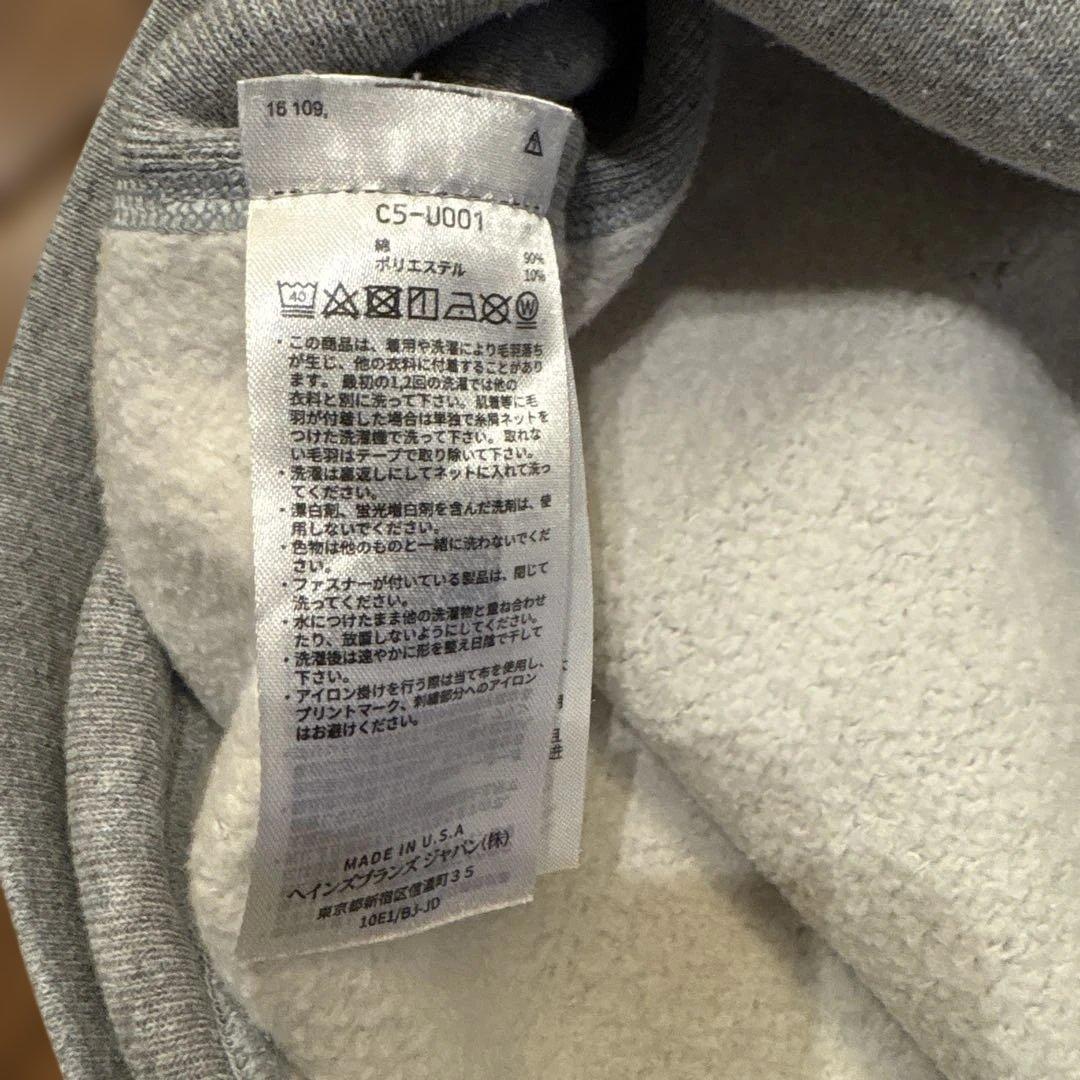 16 109,
C5-U001
綿 90%
ポリエステル 10%
40
W
・この商品は、着用や洗濯により毛羽落ち
が生じ、他の衣料に付着することがあり
ます。最初の1,2回の洗濯では他の
衣料と別に洗って下さい。肌着等に毛
羽が付着した場合は単独で糸屑ネットを
つけた洗濯機で洗って下さい。取れな
い毛羽はテープで取り除いて下さい。
・洗濯は裏返しにしてネットに入れて洗っ
てください。
・漂白剤、蛍光増白剤を含んだ洗剤は、使
用しないでください。
・色物は他のものと一緒に洗わないでくだ
さい。
・ファスナーが付いている製品は、閉じて
洗ってください。
・水につけたまま他の洗濯物と重ね合わせ
たり、放置しないようにしてください。
・洗濯後は速やかに形を整え日陰で干して
下さい。
・アイロン掛けを行う際は当て布を使用し、
プリントマーク、刺繍部分へのアイロン
はお避けください。
MADE IN U.S.A
ヘインズブランズ ジャパン(株)
東京都新宿区信濃町35
10E1/BJ-JD